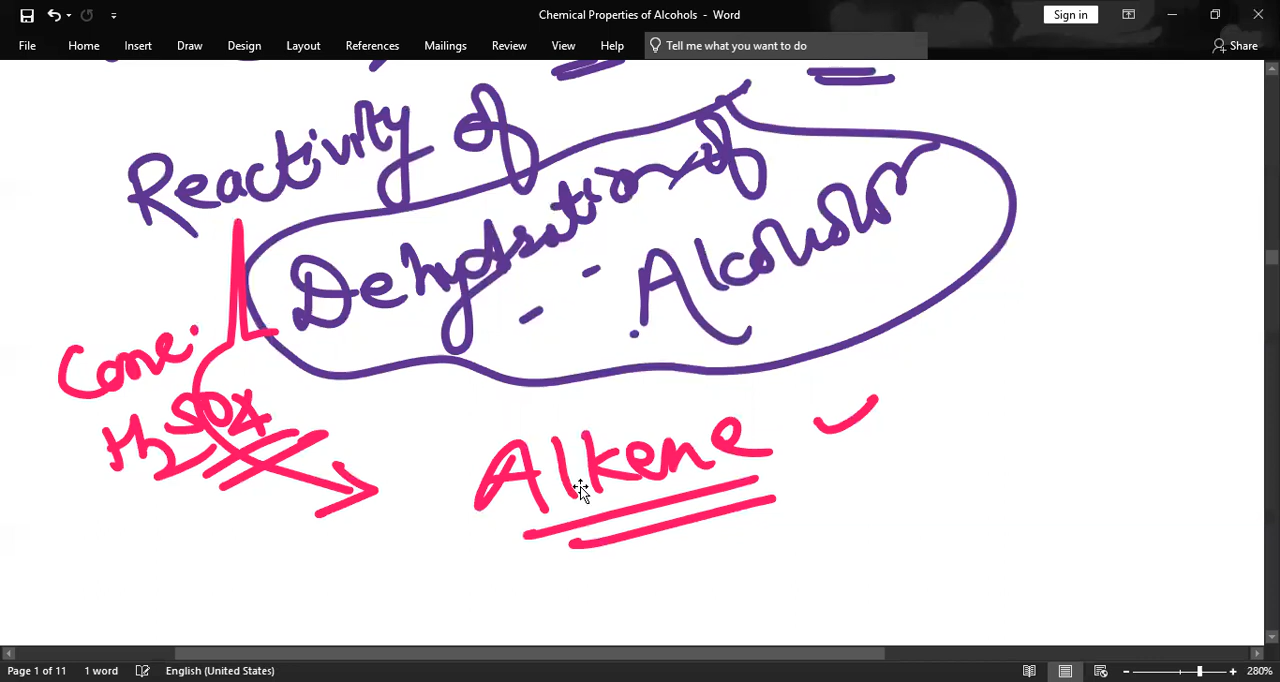 Chemical Properties of Alcohols - Word
Sign in
File Home Insert Draw Design Layout References Mailings Review View Help Tell me what you want to do Share
Reactivity of
Dehydration of
Alcohol
Conc.
H2SO4
Alkene
Page 1 of 11 1 word English (United States) 280%